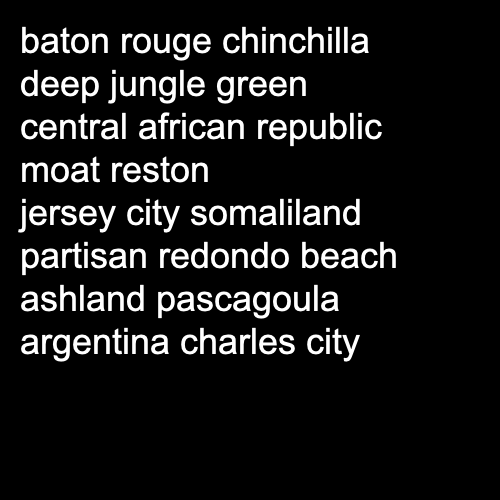 baton rouge chinchilla
deep jungle green
central african republic
moat reston
jersey city somaliland
partisan redondo beach
ashland pascagoula
argentina charles city